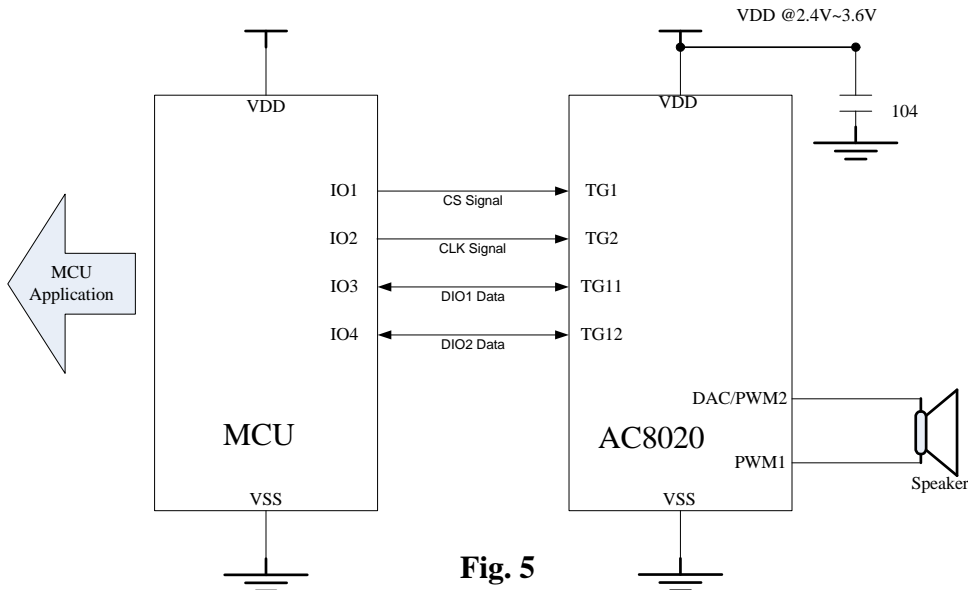 VDD @2.4V~3.6V
VDD
VDD
104
IO1
CS Signal
TG1
IO2
CLK Signal
TG2
MCU
Application
IO3
DIO1 Data
TG11
IO4
DIO2 Data
TG12
DAC/PWM2
MCU
AC8020
PWM1
Speaker
VSS
VSS
Fig. 5